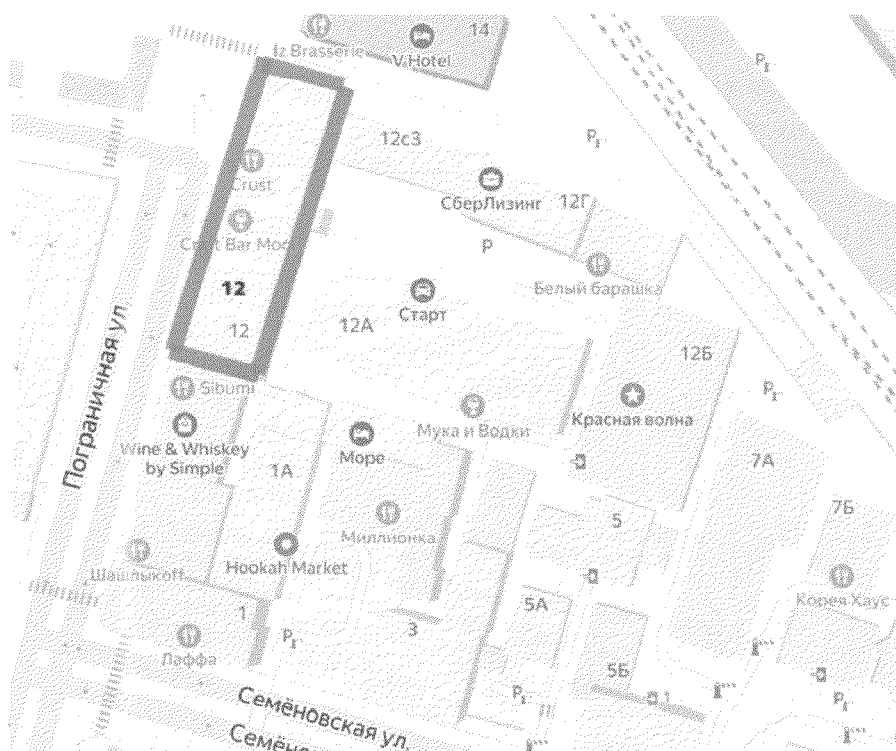 Iz Brasserie
V Hotel
14
P
12с3
P
Crust
СберЛизинг
12Г
P
Белый барашка
12
12
Старт
12А
12Б
Sibumi
Пограничная ул.
Wine & Whiskey
by Simple
Море
Мука и Водки
Красная волна
P
1А
7А
Миллионка
5
7Б
Шашлыкoff
Hookah Market
Корея Хаус
1
5А
3
Лаффа
P
5Б
1
P
P
Семёновская ул.